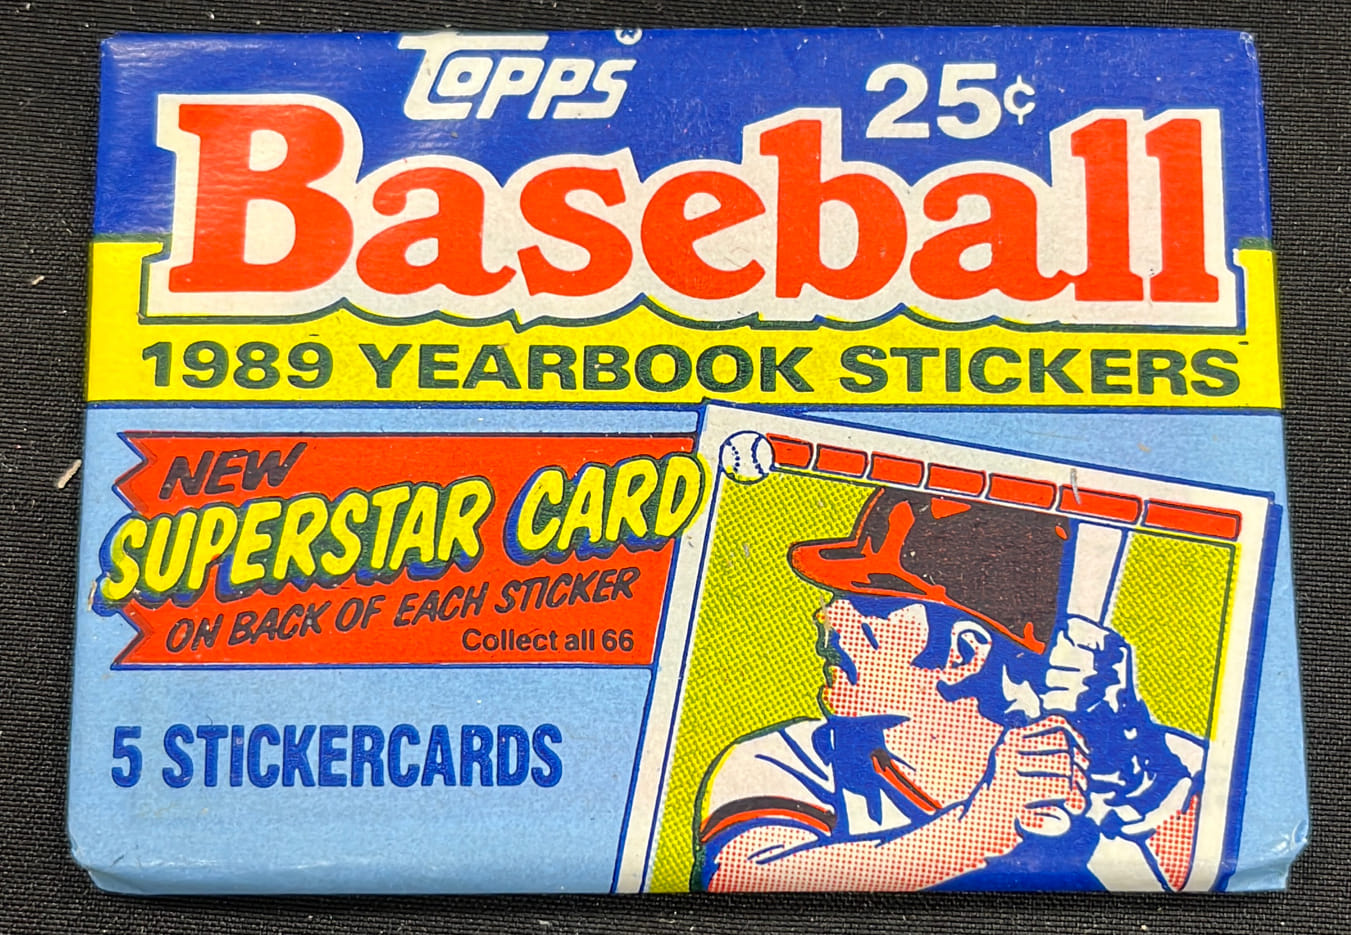 Topps® 25¢
Baseball
1989 YEARBOOK STICKERS
NEW
SUPERSTAR CARD
ON BACK OF EACH STICKER
Collect all 66
5 STICKERCARDS